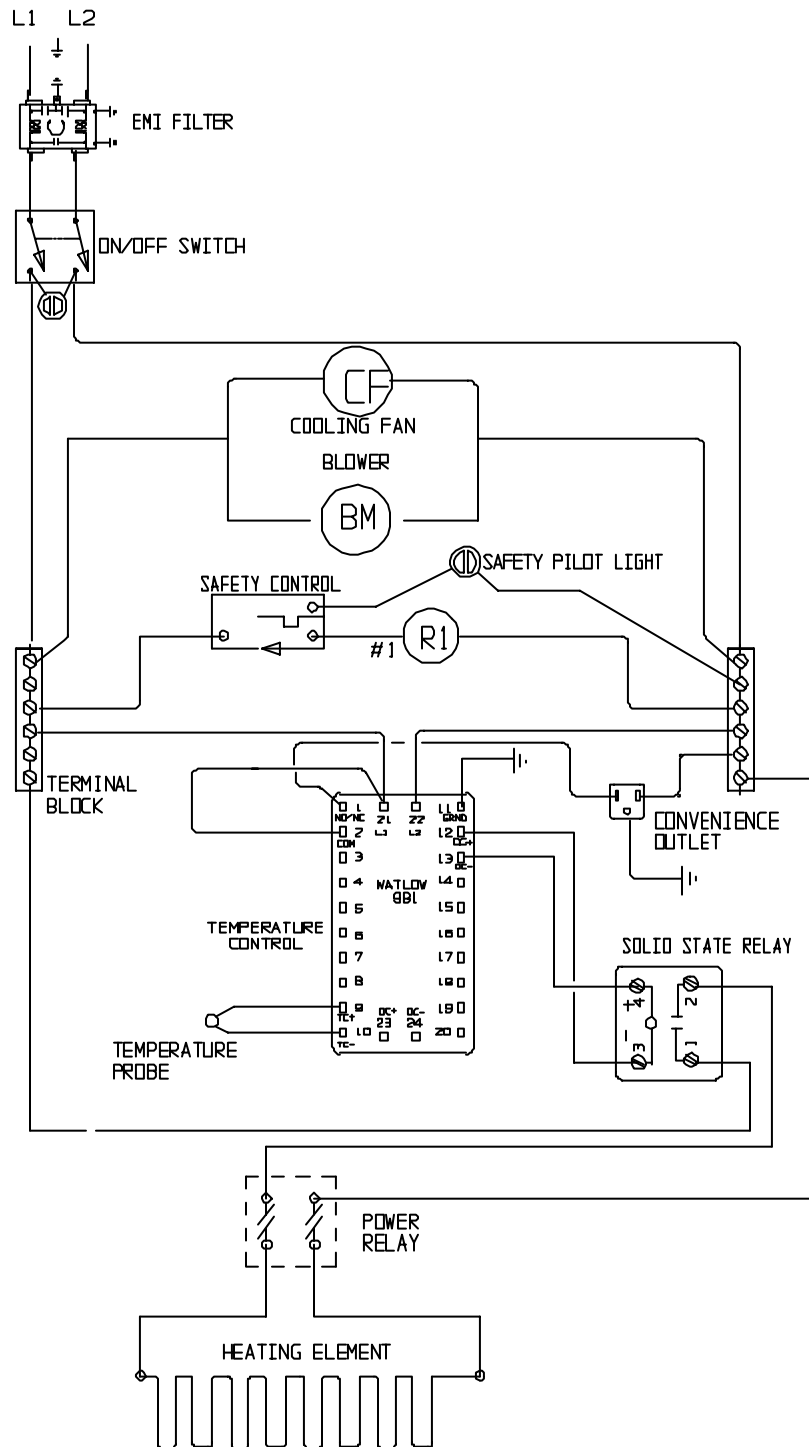 L1 L2
EMI FILTER
ON/OFF SWITCH
CF
COOLING FAN
BLOWER
BM
SAFETY PILOT LIGHT
SAFETY CONTROL
#1
R1
TERMINAL
BLOCK
CONVENIENCE
OUTLET
1 21 22 11
NO/NC GRND
2 L1 L2 12
COM DC+
3 13
DC-
4 14
WATLOW
981
5 15
6 16
7 17
8 18
9 DC+ DC- 19
TC+ 23 24
10 20
TC-
TEMPERATURE
CONTROL
TEMPERATURE
PROBE
SOLID STATE RELAY
+ 4 2
- 3 1
POWER
RELAY
HEATING ELEMENT